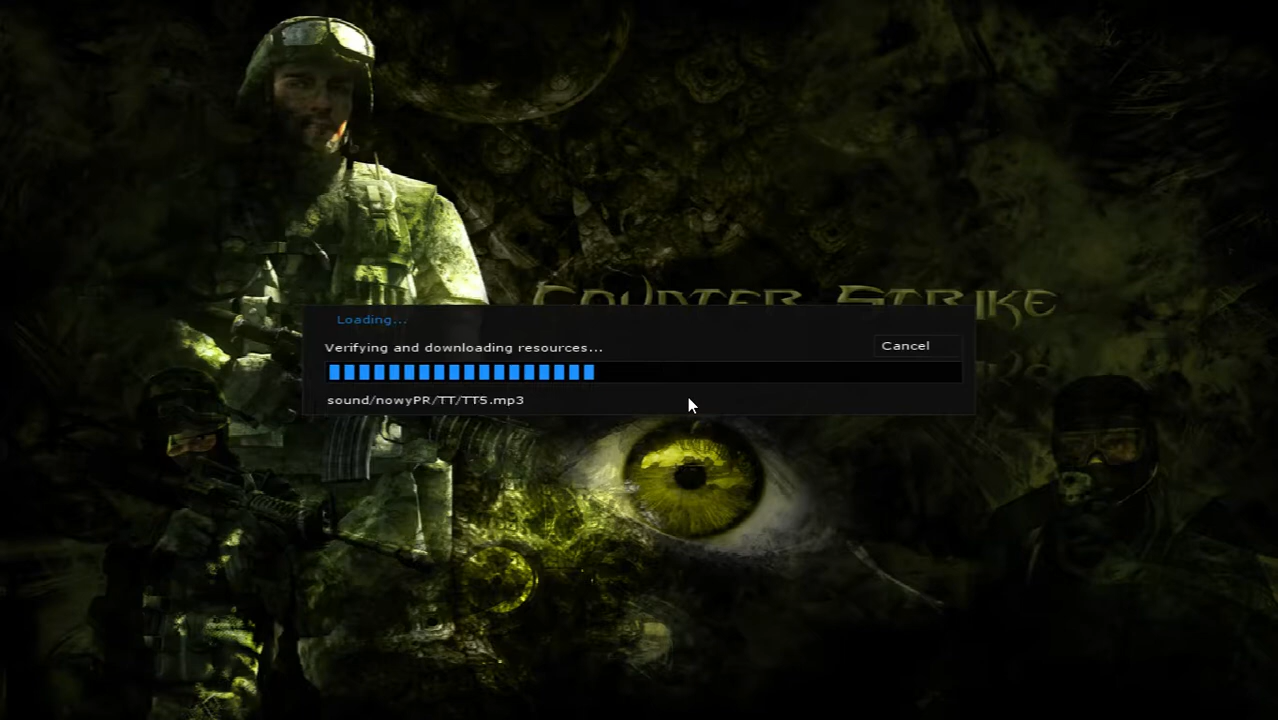 COUNTER STRIKE
Loading...
Verifying and downloading resources...
Cancel
sound/nowyPR/TT/TT5.mp3